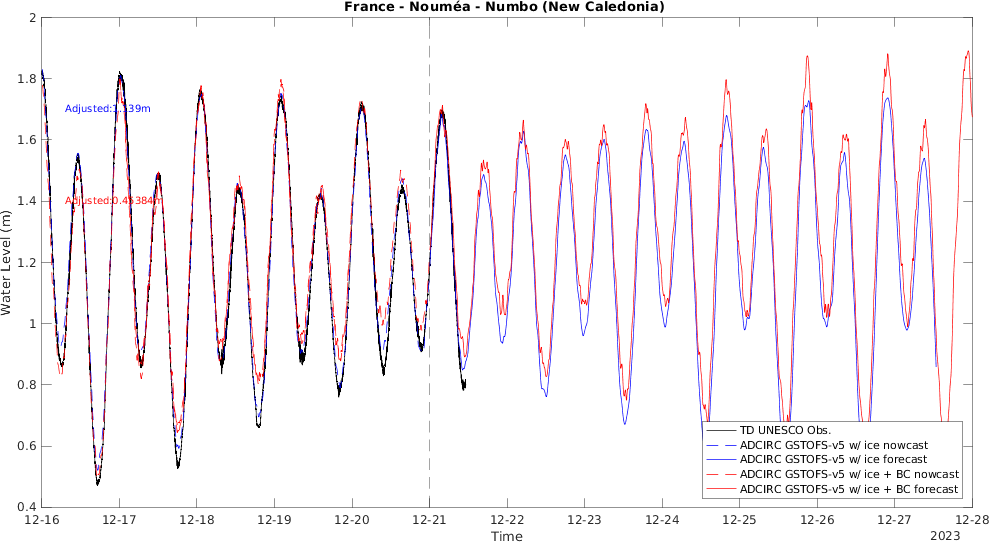 France - Nouméa - Numbo (New Caledonia)
2
1.8
1.6
1.4
1.2
1
0.8
0.6
0.4
Water Level (m)
TD UNESCO Obs.
ADCIRC GSTOFS-v5 w/ ice nowcast
ADCIRC GSTOFS-v5 w/ ice forecast
ADCIRC GSTOFS-v5 w/ ice + BC nowcast
ADCIRC GSTOFS-v5 w/ ice + BC forecast
12-16 12-17 12-18 12-19 12-20 12-21 12-22 12-23 12-24 12-25 12-26 12-27 12-28
Time
2023